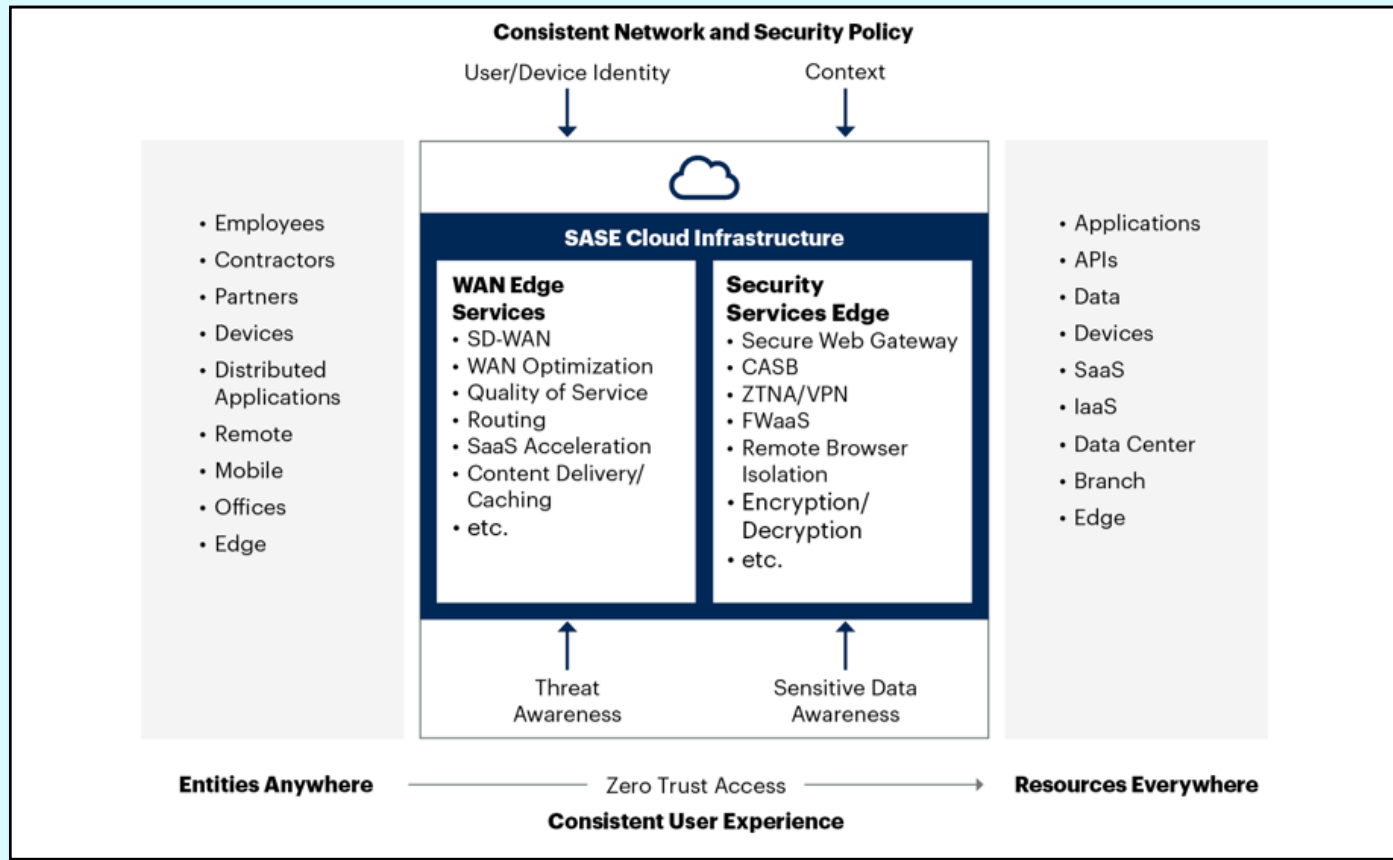 Consistent Network and Security Policy
User/Device Identity
Context
• Employees
• Contractors
• Partners
• Devices
• Distributed
Applications
• Remote
• Mobile
• Offices
• Edge
SASE Cloud Infrastructure
WAN Edge
Services
• SD-WAN
• WAN Optimization
• Quality of Service
• Routing
• SaaS Acceleration
• Content Delivery/
Caching
• etc.
Security
Services Edge
• Secure Web Gateway
• CASB
• ZTNA/VPN
• FWaaS
• Remote Browser
Isolation
• Encryption/
Decryption
• etc.
• Applications
• APIs
• Data
• Devices
• SaaS
• IaaS
• Data Center
• Branch
• Edge
Threat
Awareness
Sensitive Data
Awareness
Entities Anywhere
Zero Trust Access
Resources Everywhere
Consistent User Experience